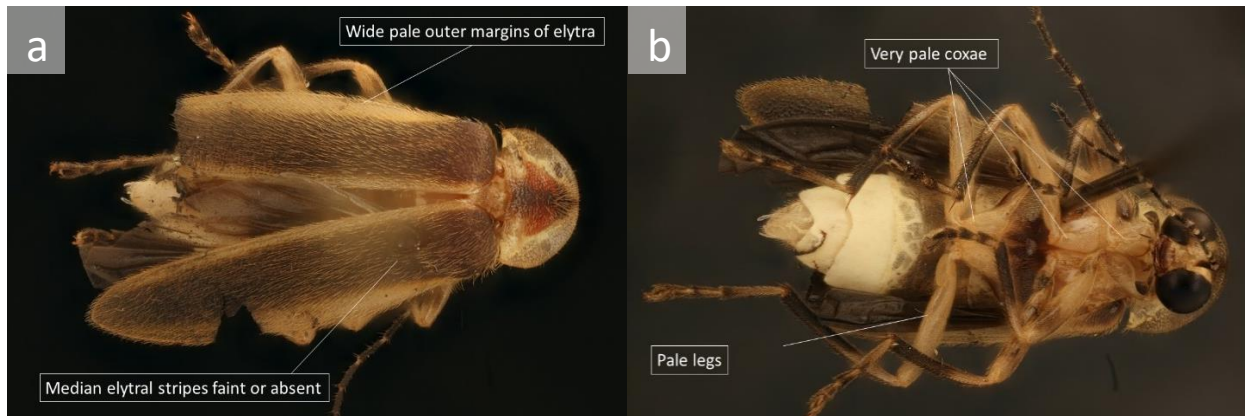 a
Wide pale outer margins of elytra
Median elytral stripes faint or absent
b
Very pale coxae
Pale legs